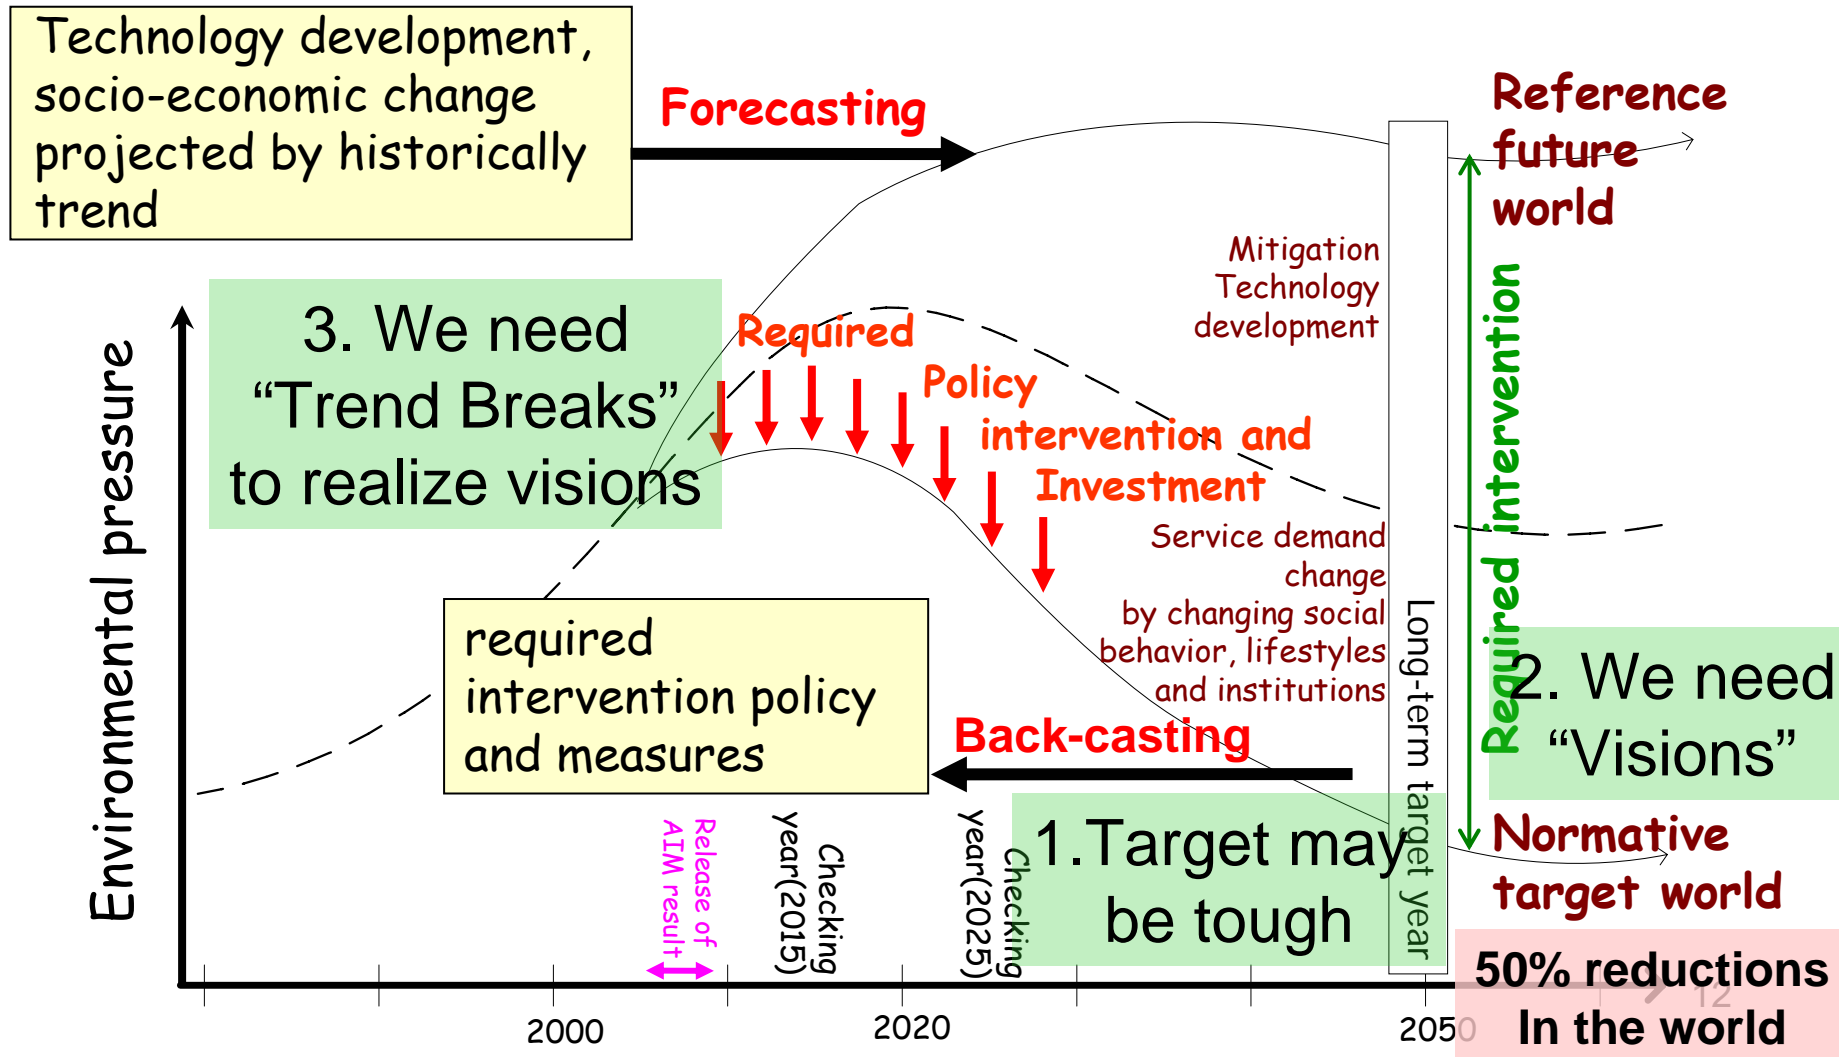 Technology development,
socio-economic change
projected by historically
trend
Forecasting
Reference
future
world
Mitigation
Technology
development
3. We need
“Trend Breaks”
to realize visions
Required
Policy
intervention and
Investment
Environmental pressure
Required intervention
Service demand
change
by changing social
behavior, lifestyles
and institutions
required
intervention policy
and measures
Back-casting
Long-term target year
2. We need
“Visions”
Release of
AIM result
Checking
year(2015)
Checking
year(2025)
1.Target may
be tough
Normative
target world
50% reductions
In the world
12
2000
2020
2050